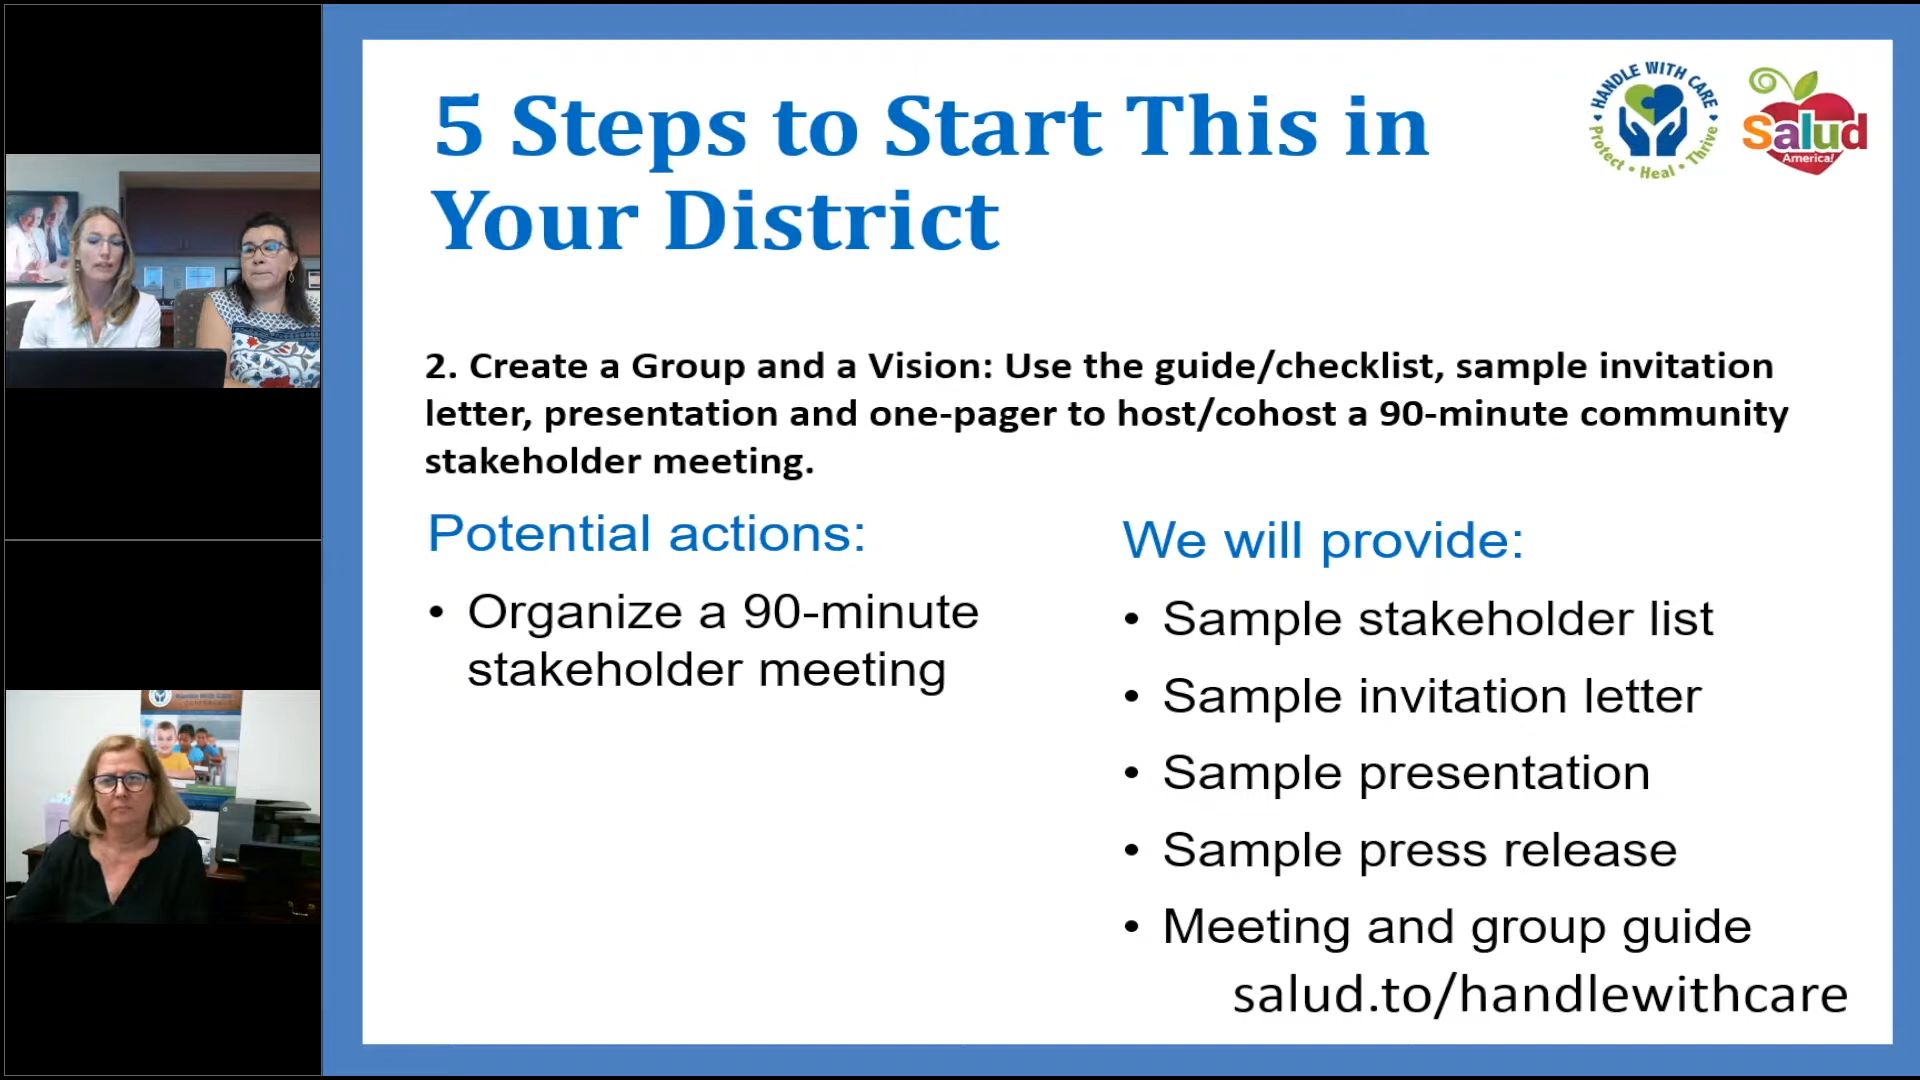 5 Steps to Start This in
Your District
HANDLE WITH CARE
Protect • Heal • Thrive
Salud
America!
2. Create a Group and a Vision: Use the guide/checklist, sample invitation
letter, presentation and one-pager to host/cohost a 90-minute community
stakeholder meeting.
Potential actions:
• Organize a 90-minute
stakeholder meeting
We will provide:
• Sample stakeholder list
• Sample invitation letter
• Sample presentation
• Sample press release
• Meeting and group guide
salud.to/handlewithcare